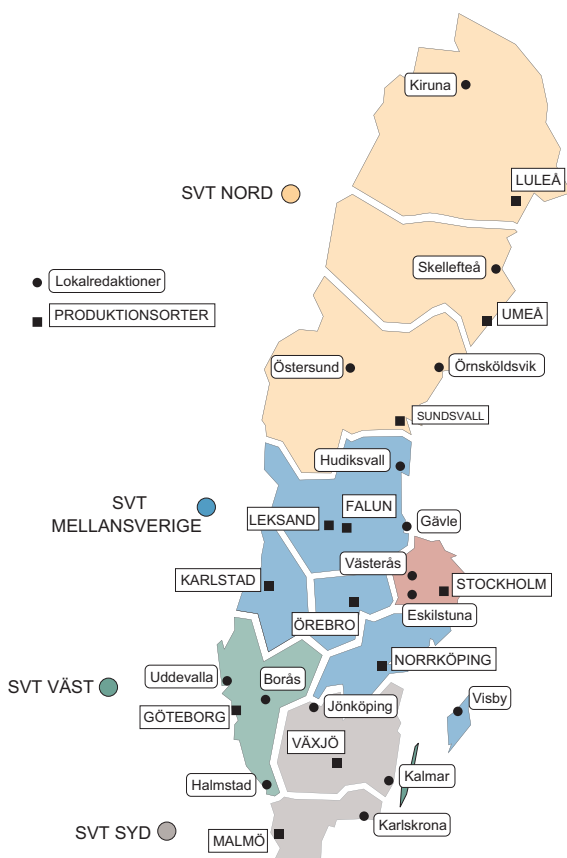 Kiruna
LULEÅ
SVT NORD
Skellefteå
Lokalredaktioner
PRODUKTIONSORTER
UMEÅ
Östersund
Örnsköldsvik
SUNDSVALL
Hudiksvall
SVT
MELLANSVERIGE
FALUN
LEKSAND
Gävle
Västerås
KARLSTAD
STOCKHOLM
Eskilstuna
ÖREBRO
NORRKÖPING
Uddevalla
Borås
SVT VÄST
Jönköping
Visby
GÖTEBORG
VÄXJÖ
Kalmar
Halmstad
Karlskrona
SVT SYD
MALMÖ